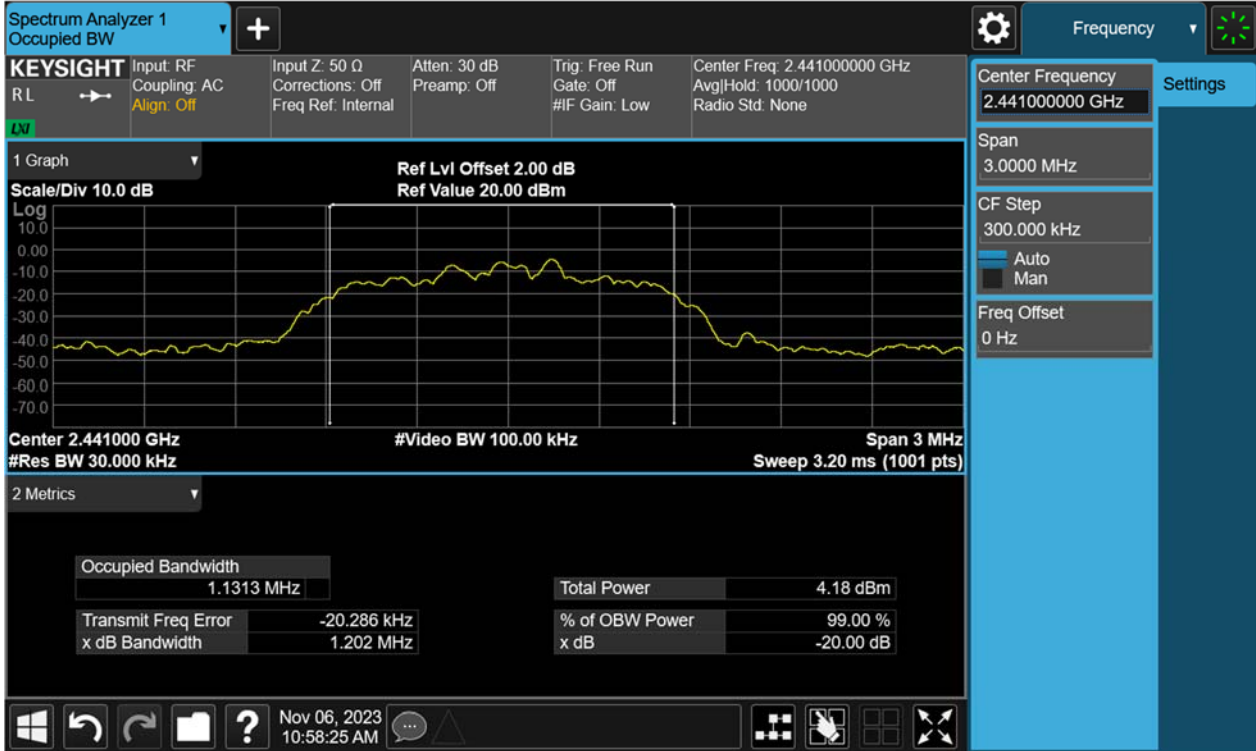 Spectrum Analyzer 1
Occupied BW
Frequency
KEYSIGHT
RL
LXI
Input: RF
Coupling: AC
Align: Off
Input Z: 50 Ω
Corrections: Off
Freq Ref: Internal
Atten: 30 dB
Preamp: Off
Trig: Free Run
Gate: Off
#IF Gain: Low
Center Freq: 2.441000000 GHz
Avg|Hold: 1000/1000
Radio Std: None
1 Graph
Scale/Div 10.0 dB
Ref Lvl Offset 2.00 dB
Ref Value 20.00 dBm
Log
10.0
0.00
-10.0
-20.0
-30.0
-40.0
-50.0
-60.0
-70.0
Center 2.441000 GHz
#Video BW 100.00 kHz
Span 3 MHz
#Res BW 30.000 kHz
Sweep 3.20 ms (1001 pts)
2 Metrics
Occupied Bandwidth
1.1313 MHz
Total Power 4.18 dBm
Transmit Freq Error -20.286 kHz
% of OBW Power 99.00 %
x dB Bandwidth 1.202 MHz
x dB -20.00 dB
Center Frequency
2.441000000 GHz
Settings
Span
3.0000 MHz
CF Step
300.000 kHz
Auto
Man
Freq Offset
0 Hz
?
Nov 06, 2023
10:58:25 AM